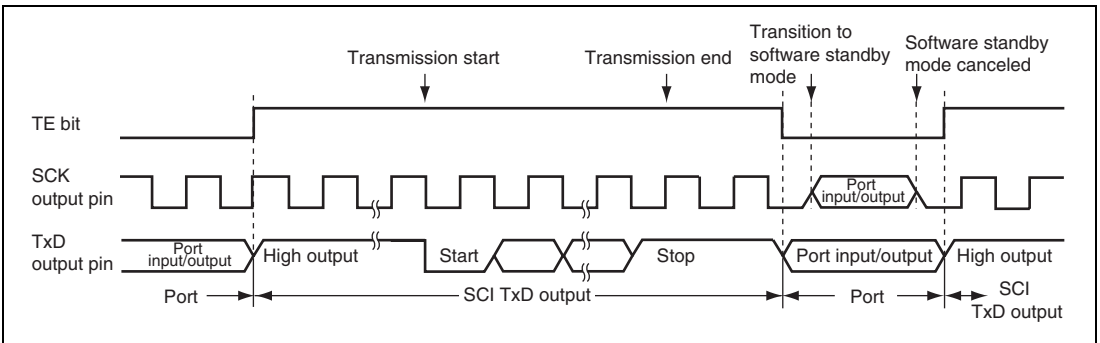 Transmission start
Transmission end
Transition to
software standby
mode
Software standby
mode canceled
TE bit
SCK
output pin
Port
input/output
TxD
output pin
Port
input/output
High output
Start
Stop
Port input/output
High output
Port
SCI TxD output
Port
SCI
TxD output